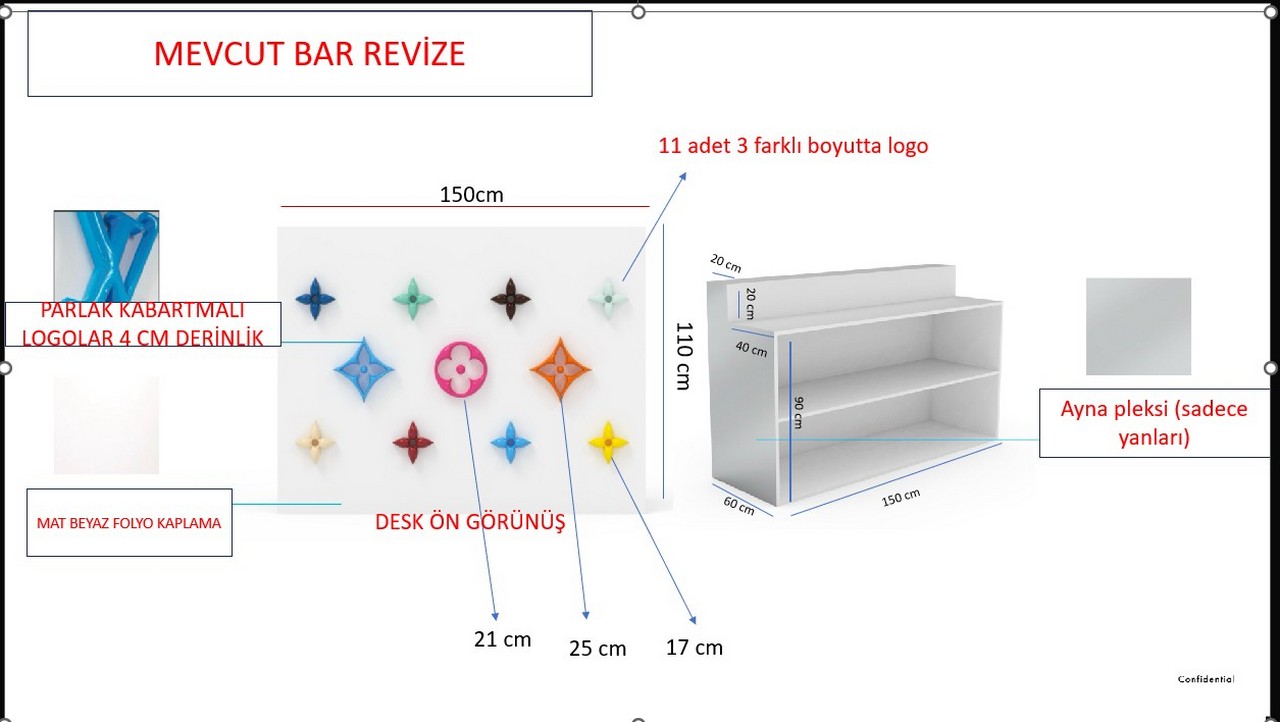 MEVCUT BAR REVİZE
11 adet 3 farklı boyutta logo
150cm
PARLAK KABARTMALI
LOGOLAR 4 CM DERİNLİK
110 cm
20 cm
20 cm
40 cm
90 cm
60 cm
150 cm
Ayna pleksi (sadece
yanları)
MAT BEYAZ FOLYO KAPLAMA
DESK ÖN GÖRÜNÜŞ
21 cm
25 cm
17 cm
Confidential